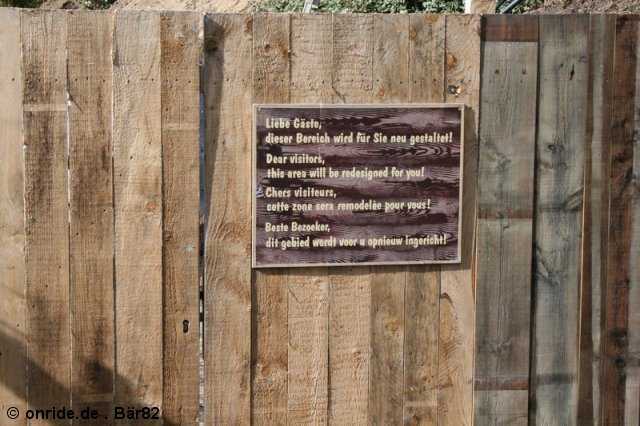 Liebe Gäste,
dieser Bereich wird für Sie neu gestaltet!
Dear visitors,
this area will be redesigned for you!
Chers visiteurs,
cette zone sera remodelèe pour vous!
Beste Bezoeker,
dit gebied wordt voor u opnieuw ingericht!
© onride.de . Bär82